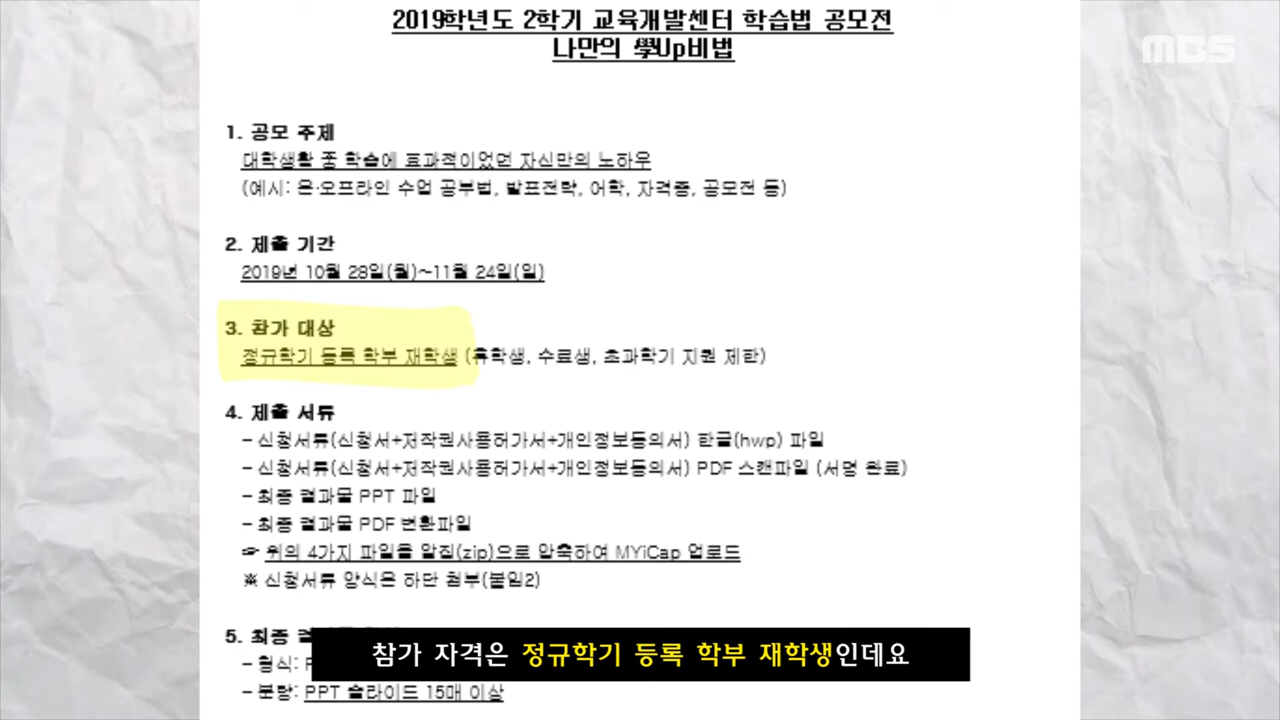 2019학년도 2학기 교육개발센터 학습법 공모전
나만의 學Up비법
MBS
1. 공모 주제
대학생활 중 학습에 효과적이었던 자신만의 노하우
(예시: 온·오프라인 수업 공부법, 발표전략, 어학, 자격증, 공모전 등)
2. 제출 기간
2019년 10월 28일(월)~11월 24일(일)
3. 참가 대상
정규학기 등록 학부 재학생 (휴학생, 수료생, 초과학기 지원 제한)
4. 제출 서류
- 신청서류(신청서+저작권사용허가서+개인정보동의서) 한글(hwp) 파일
- 신청서류(신청서+저작권사용허가서+개인정보동의서) PDF 스캔파일 (서명 완료)
- 최종 결과물 PPT 파일
- 최종 결과물 PDF 변환파일
☞ 위의 4가지 파일을 알집(zip)으로 압축하여 MYiCap 업로드
※ 신청서류 양식은 하단 첨부(붙임2)
5. 최종
- 형식:
- 분량: PPT 슬라이드 15매 이상
참가 자격은 정규학기 등록 학부 재학생인데요